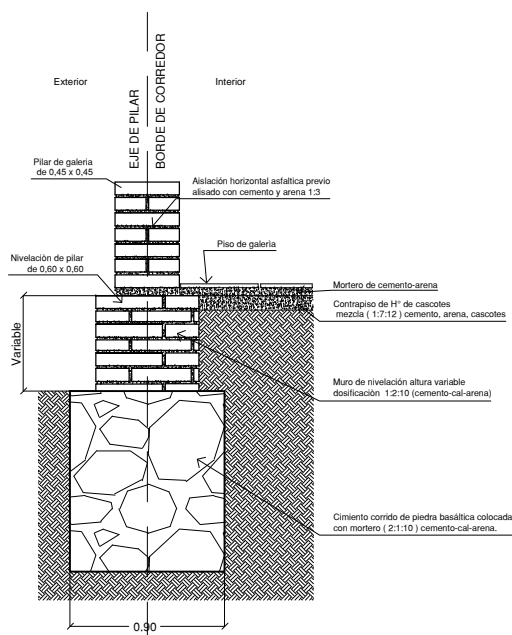 Exterior
EJE DE PILAR
BORDE DE CORREDOR
Interior
Pilar de galeria
de 0,45 x 0,45
Aislación horizontal asfaltica previo
alisado con cemento y arena 1:3
Piso de galeria
Nivelaciòn de pilar
de 0,60 x 0,60
Mortero de cemento-arena
Contrapiso de H° de cascotes
mezcla ( 1:7:12 ) cemento, arena, cascotes
Variable
Muro de nivelación altura variable
dosificaciòn 1:2:10 (cemento-cal-arena)
Cimiento corrido de piedra basáltica colocada
con mortero ( 2:1:10 ) cemento-cal-arena.
0.90